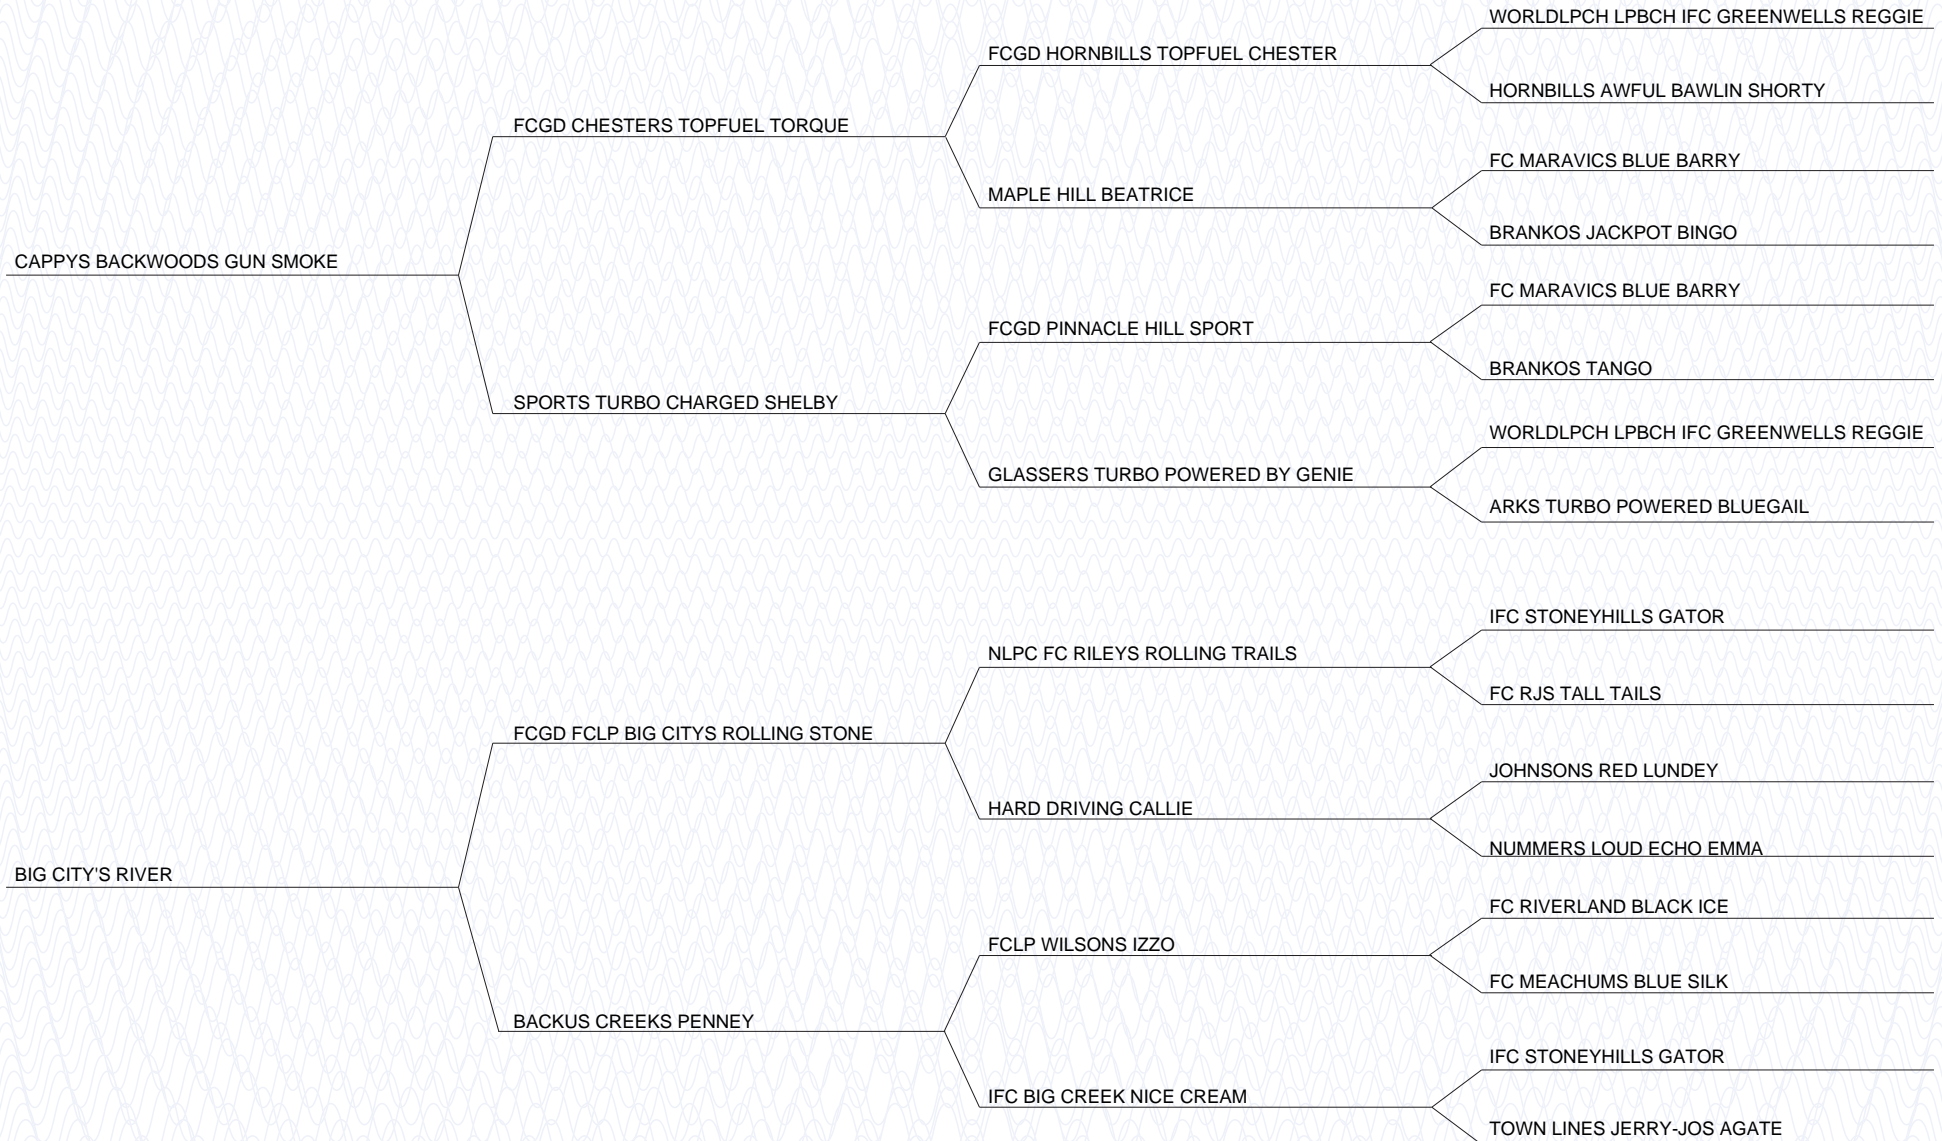 WORLDLPCH LPBCH IFC GREENWELLS REGGIE
FCGD HORNBILLS TOPFUEL CHESTER
HORNBILLS AWFUL BAWLIN SHORTY
FCGD CHESTERS TOPFUEL TORQUE
FC MARAVICS BLUE BARRY
MAPLE HILL BEATRICE
BRANKOS JACKPOT BINGO
CAPPYS BACKWOODS GUN SMOKE
FC MARAVICS BLUE BARRY
FCGD PINNACLE HILL SPORT
BRANKOS TANGO
SPORTS TURBO CHARGED SHELBY
WORLDLPCH LPBCH IFC GREENWELLS REGGIE
GLASSERS TURBO POWERED BY GENIE
ARKS TURBO POWERED BLUEGAIL
IFC STONEYHILLS GATOR
NLPC FC RILEYS ROLLING TRAILS
FC RJS TALL TAILS
FCGD FCLP BIG CITYS ROLLING STONE
JOHNSONS RED LUNDEY
HARD DRIVING CALLIE
NUMMERS LOUD ECHO EMMA
BIG CITY'S RIVER
FC RIVERLAND BLACK ICE
FCLP WILSONS IZZO
FC MEACHUMS BLUE SILK
BACKUS CREEKS PENNEY
IFC STONEYHILLS GATOR
IFC BIG CREEK NICE CREAM
TOWN LINES JERRY-JOS AGATE